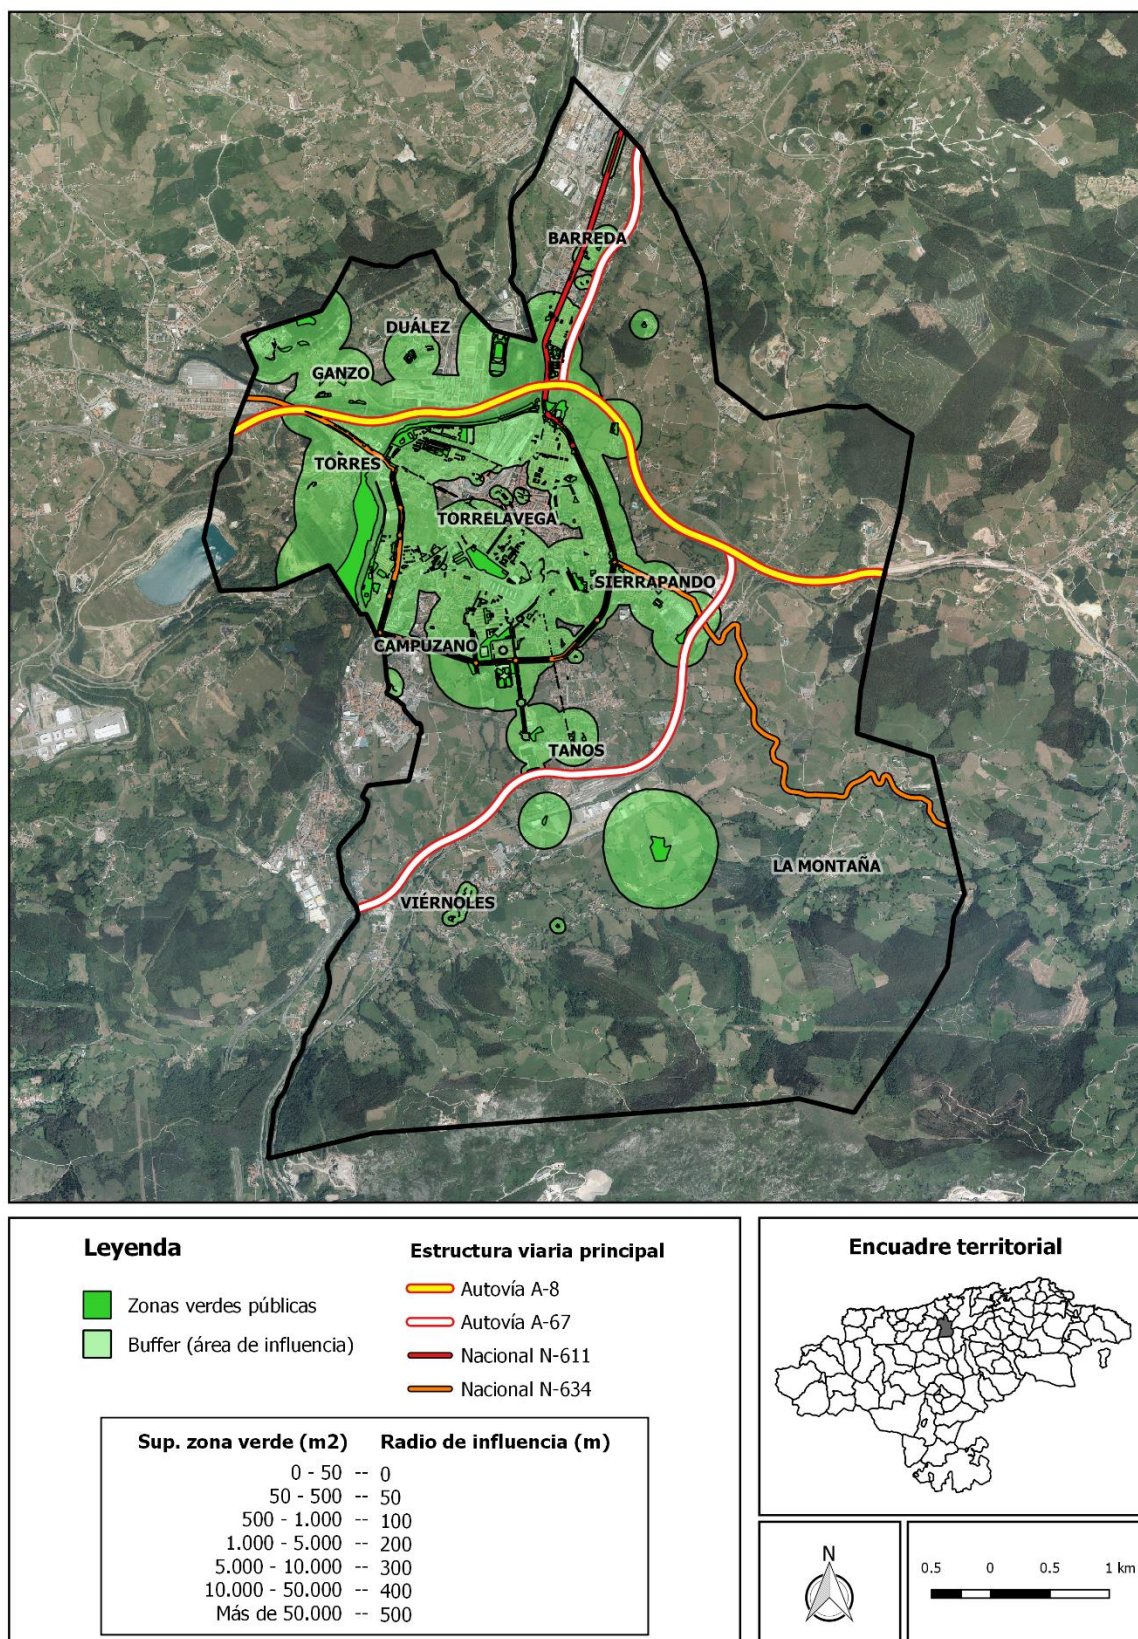 BARREDA
DUÁLEZ
GANZO
TORRES
TORRELAVEGA
SIERRAPANDO
CAMPUZANO
TANOS
LA MONTAÑA
VIÉRNOLES
Leyenda
Zonas verdes públicas
Buffer (área de influencia)
Estructura viaria principal
Autovía A-8
Autovía A-67
Nacional N-611
Nacional N-634
Sup. zona verde (m2) Radio de influencia (m)
0 - 50 -- 0
50 - 500 -- 50
500 - 1.000 -- 100
1.000 - 5.000 -- 200
5.000 - 10.000 -- 300
10.000 - 50.000 -- 400
Más de 50.000 -- 500
Encuadre territorial
N
0.5 0 0.5 1 km